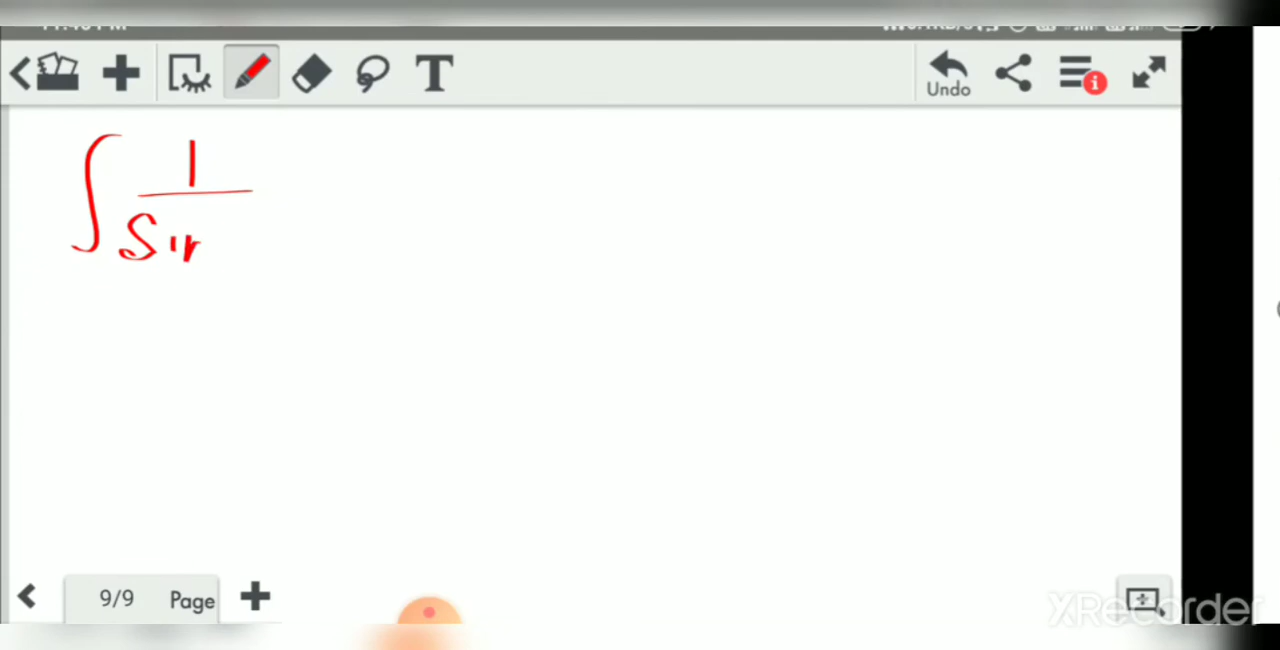 T
Undo
∫ 1/Sin
9/9 Page
XRecorder